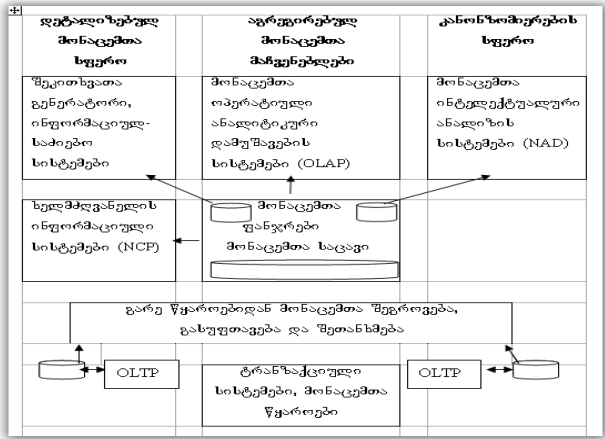 დეტალიზებულ
მონაცემთა
სფერო
აგრეგირებულ
მონაცემთა
მაჩვენებლები
კანონზომიერების
სფერო
შეკითხვათა
გენერატორი,
ინფორმაციულ-
საძიებო
სისტემები
მონაცემთა
ოპერატიული
ანალიტიკური
დამუშავების
სისტემები (OLAP)
მონაცემთა
ინტელექტუალური
ანალიზის
სისტემები (NAD)
ხელმძღვანელის
ინფორმაციული
სისტემები (NCP)
მონაცემთა
ფანჯრები
მონაცემთა საცავი
გარე წყაროებიდან მონაცემთა შეგროვება,
გასუფთავება და შეთანხმება
OLTP
ტრანზაქციული
სისტემები, მონაცემთა
წყაროები
OLTP